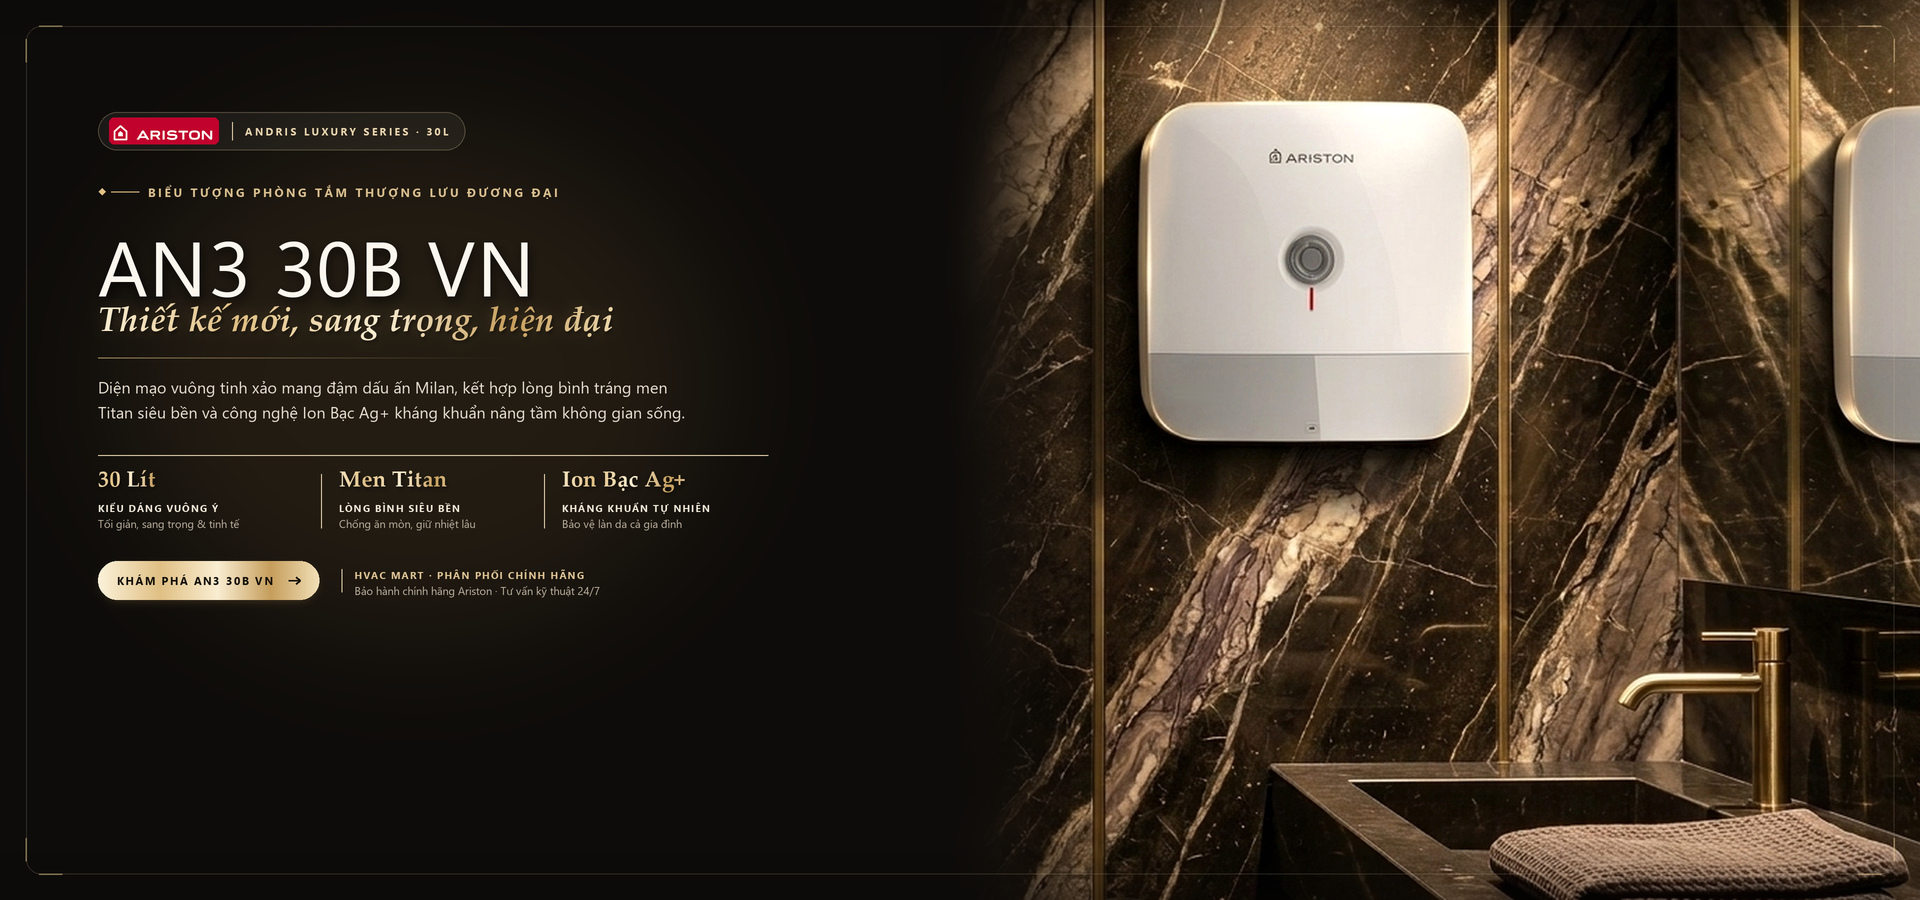 ARISTON
ANDRIS LUXURY SERIES · 30L
BIỂU TƯỢNG PHÒNG TẮM THƯỢNG LƯU ĐƯƠNG ĐẠI
AN3 30B VN
Thiết kế mới, sang trọng, hiện đại
Diện mạo vuông tinh xảo mang đậm dấu ấn Milan, kết hợp lòng bình tráng men
Titan siêu bền và công nghệ Ion Bạc Ag+ kháng khuẩn nâng tầm không gian sống.
30 Lít
KIỂU DÁNG VUÔNG Ý
Tối giản, sang trọng & tinh tế
Men Titan
LÒNG BÌNH SIÊU BỀN
Chống ăn mòn, giữ nhiệt lâu
Ion Bạc Ag+
KHÁNG KHUẨN TỰ NHIÊN
Bảo vệ làn da cả gia đình
KHÁM PHÁ AN3 30B VN →
HVAC MART · PHÂN PHỐI CHÍNH HÃNG
Bảo hành chính hãng Ariston · Tư vấn kỹ thuật 24/7
ARISTON